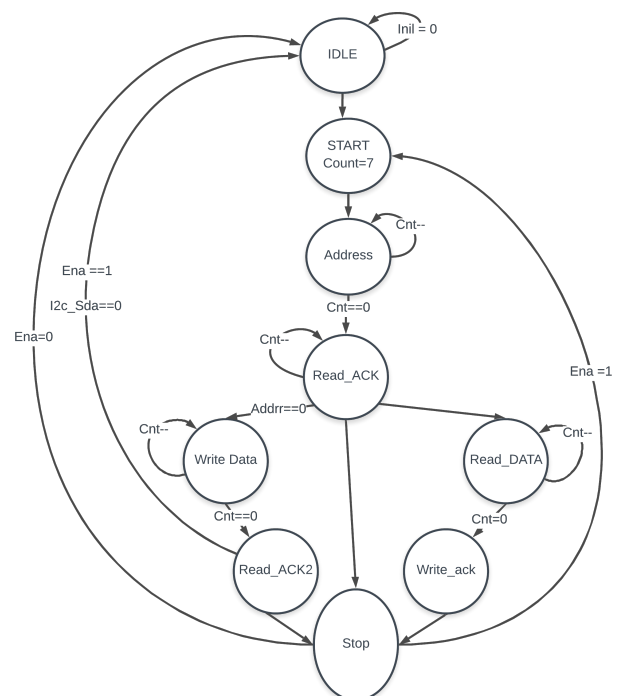 Inil = 0
IDLE
START
Count=7
Cnt--
Address
Ena ==1
I2c_Sda==0
Cnt==0
Ena=0
Cnt--
Read_ACK
Ena =1
Addrr==0
Cnt--
Cnt--
Write Data
Read_DATA
Cnt==0
Cnt=0
Read_ACK2
Write_ack
Stop